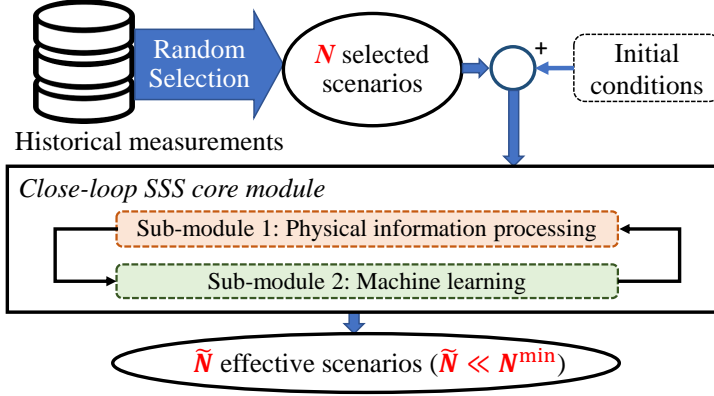 Random
Selection
N selected
scenarios
+
Initial
conditions
Historical measurements
Close-loop SSS core module
Sub-module 1: Physical information processing
Sub-module 2: Machine learning
Ñ effective scenarios (Ñ ≪ Nᵐⁱⁿ)